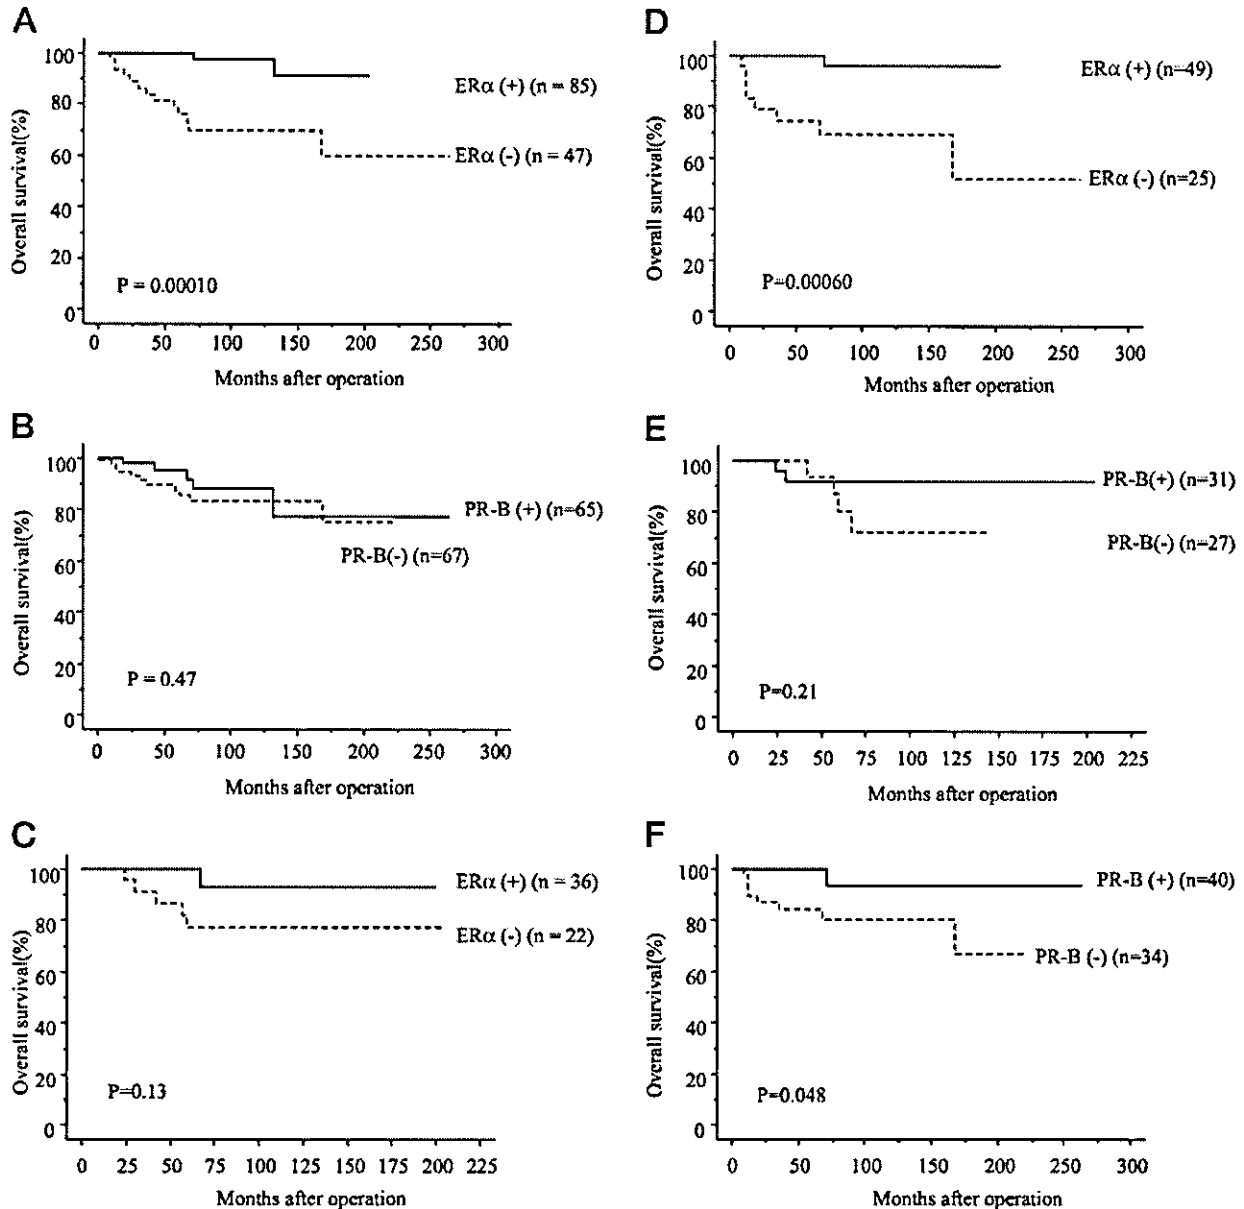 A
Overall survival(%)
100
80
60
40
20
0
ERα (+) (n = 85)
ERα (-) (n = 47)
P = 0.00010
0 50 100 150 200 250 300
Months after operation
D
Overall survival(%)
100
80
60
40
20
0
ERα (+) (n=49)
ERα (-) (n=25)
P=0.00060
0 50 100 150 200 250 300
Months after operation
B
Overall survival(%)
100
80
60
40
20
0
PR-B (+) (n=65)
PR-B(-) (n=67)
P = 0.47
0 50 100 150 200 250 300
Months after operation
E
Overall survival(%)
100
80
60
40
20
0
PR-B(+) (n=31)
PR-B(-) (n=27)
P=0.21
0 25 50 75 100 125 150 175 200 225
Months after operation
C
Overall survival(%)
100
80
60
40
20
0
ERα (+) (n = 36)
ERα (-) (n = 22)
P=0.13
0 25 50 75 100 125 150 175 200 225
Months after operation
F
Overall survival(%)
100
80
60
40
20
0
PR-B (+) (n=40)
PR-B (-) (n=34)
P=0.048
0 50 100 150 200 250 300
Months after operation